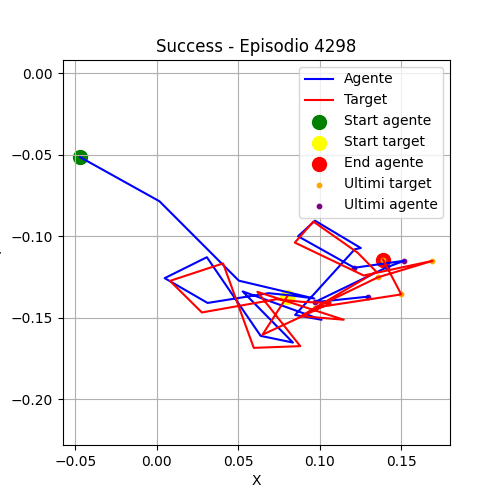 Success - Episodio 4298
Agente
Target
Start agente
Start target
End agente
Ultimi target
Ultimi agente
0.00
−0.05
−0.10
−0.15
−0.20
−0.05
0.00
0.05
0.10
0.15
X